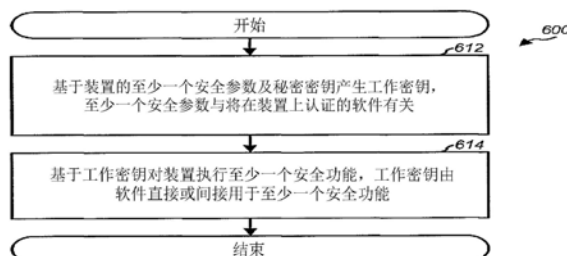 开始
600
612
基于装置的至少一个安全参数及秘密密钥产生工作密钥，
至少一个安全参数与将在装置上认证的软件有关
614
基于工作密钥对装置执行至少一个安全功能，工作密钥由
软件直接或间接用于至少一个安全功能
结束